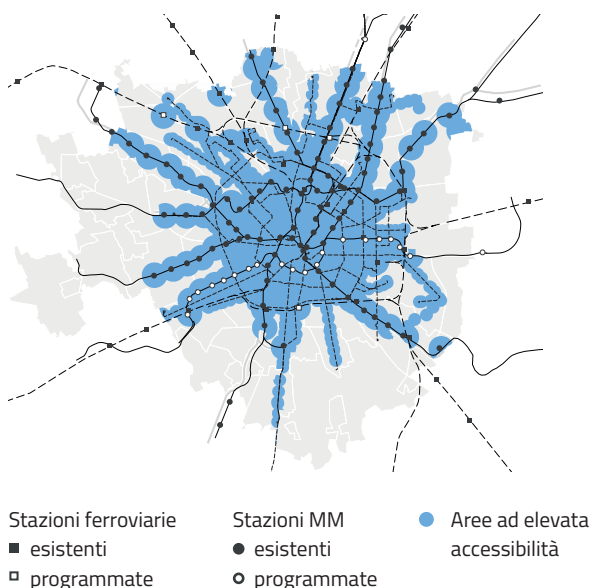 Stazioni ferroviarie
esistenti
programmate
Stazioni MM
esistenti
programmate
Aree ad elevata
accessibilità